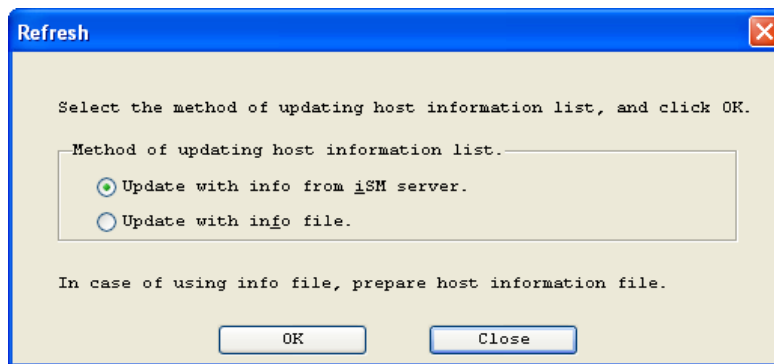 Refresh
Select the method of updating host information list, and click OK.
Method of updating host information list.
Update with info from iSM server.
Update with info file.
In case of using info file, prepare host information file.
OK
Close